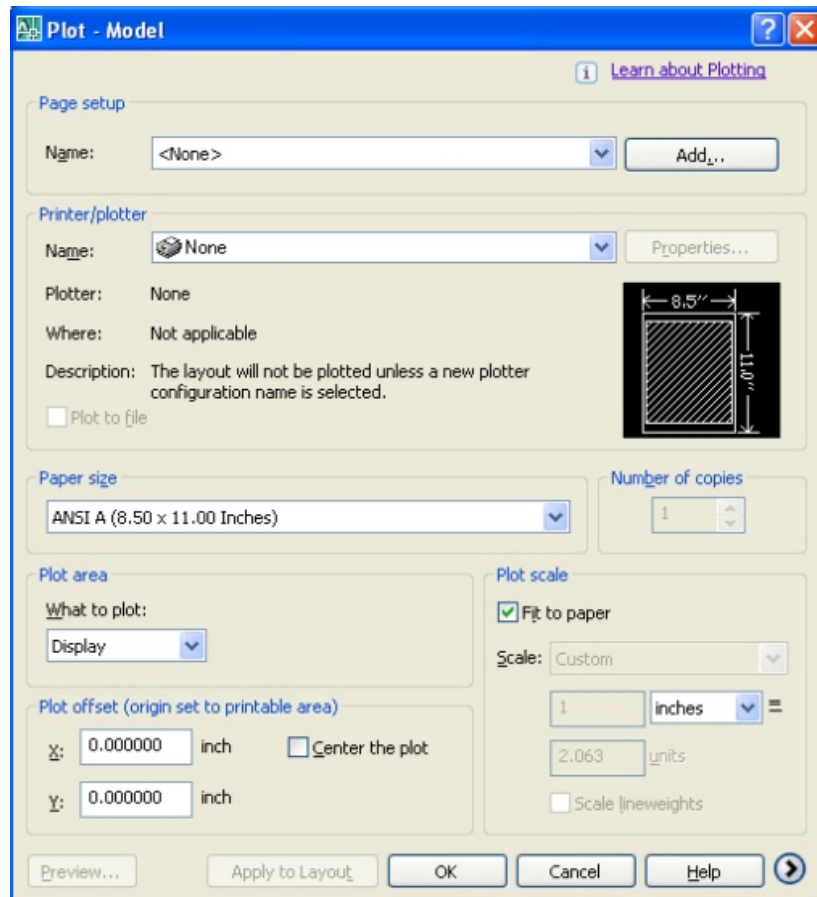 Plot - Model
Learn about Plotting
Page setup
Name: <None> Add...
Printer/plotter
Name: None Properties...
Plotter: None
Where: Not applicable
Description: The layout will not be plotted unless a new plotter
configuration name is selected.
Plot to file
8.5''
11.0''
Paper size
ANSI A (8.50 x 11.00 Inches)
Number of copies
1
Plot area
What to plot:
Display
Plot offset (origin set to printable area)
X: 0.000000 inch Center the plot
Y: 0.000000 inch
Plot scale
Fit to paper
Scale: Custom
1 inches =
2.063 units
Scale lineweights
Preview... Apply to Layout OK Cancel Help